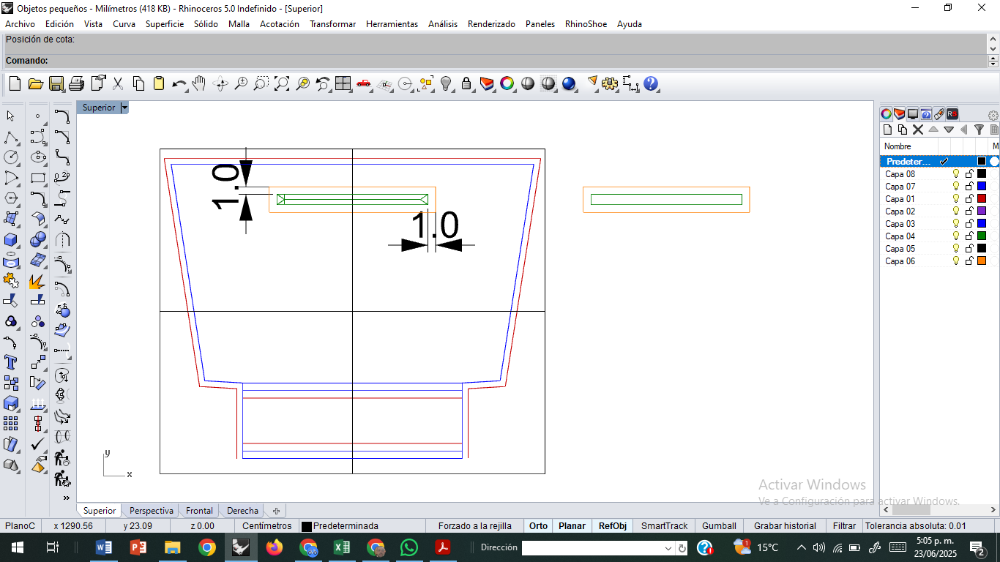 Objetos pequeños - Milímetros (418 KB) - Rhinoceros 5.0 Indefinido - [Superior]
Archivo Edición Vista Curva Superficie Sólido Malla Acotación Transformar Herramientas Análisis Renderizado Paneles RhinoShoe Ayuda
Posición de cota:
Comando:
Superior
Nombre M
Predeter...
Capa 08
Capa 07
Capa 01
Capa 02
Capa 03
Capa 04
Capa 05
Capa 06
1.0
1.0
y
x
Activar Windows
Ve a Configuración para activar Windows.
Superior Perspectiva Frontal Derecha
PlanoC x 1290.56 y 23.09 z 0.00 Centímetros Predeterminada Forzado a la rejilla Orto Planar RefObj SmartTrack Gumball Grabar historial Filtrar Tolerancia absoluta: 0.01
Dirección 15°C 5:05 p. m.
23/06/2025
2